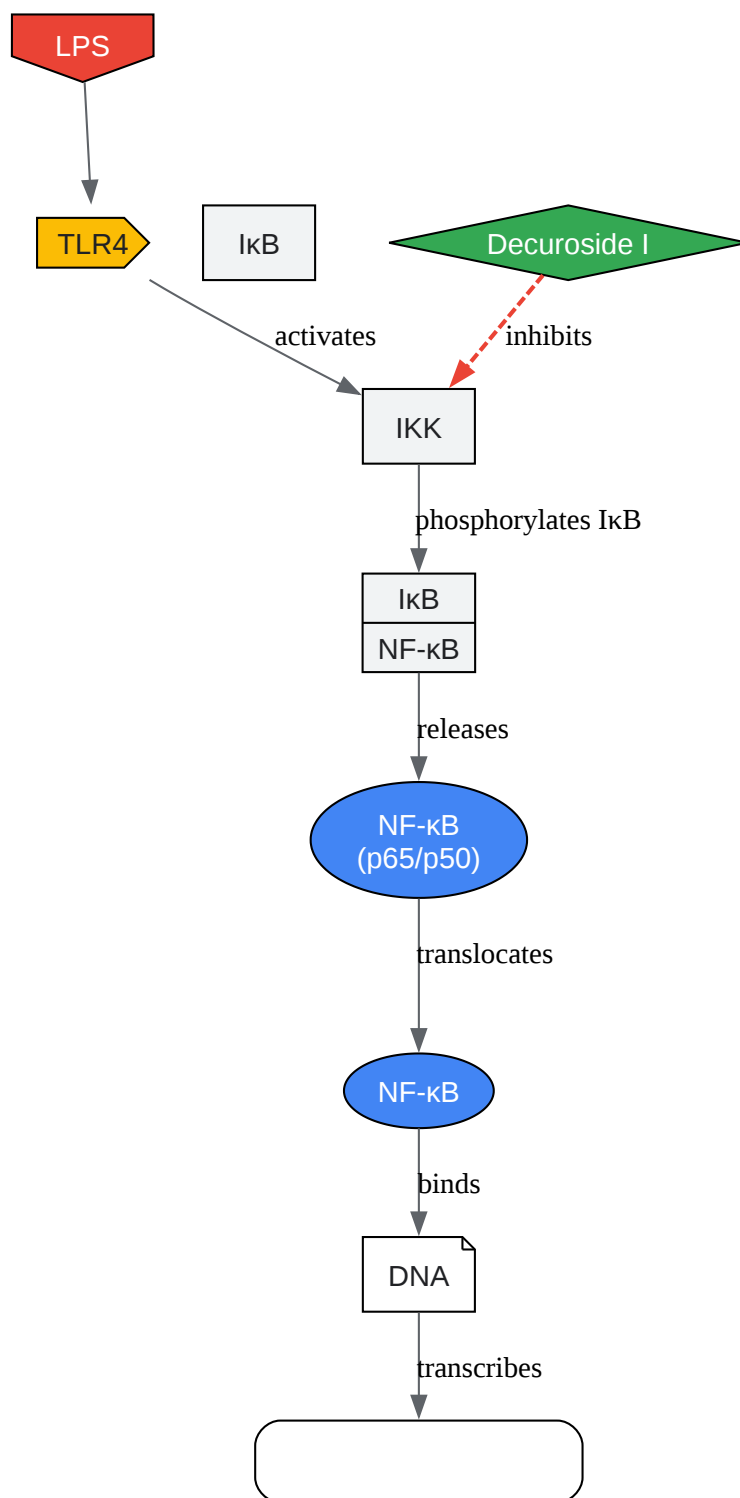 LPS
TLR4
IκB
Decuroside I
activates
inhibits
IKK
phosphorylates IκB
IκB
NF-κB
releases
NF-κB
(p65/p50)
translocates
NF-κB
binds
DNA
transcribes